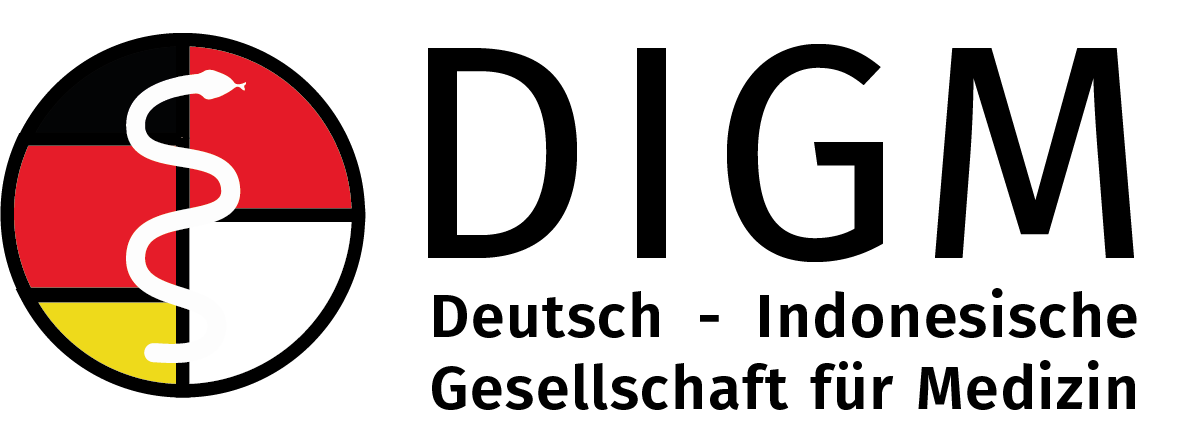 DIGM
Deutsch - Indonesische
Gesellschaft für Medizin